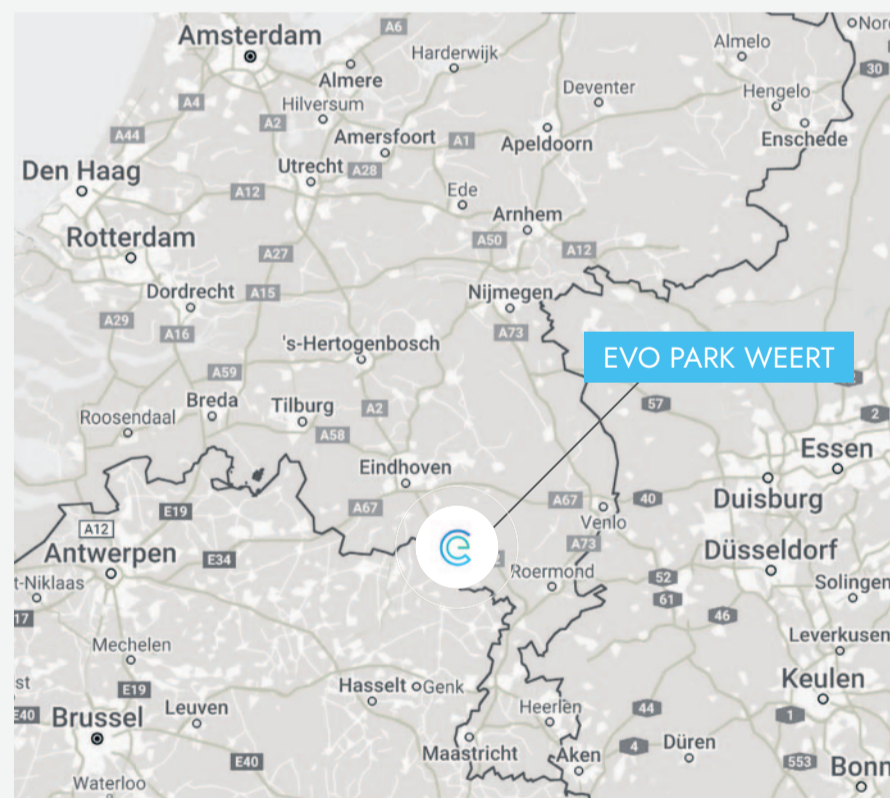 Amsterdam
A6
Nor
Almelo
Harderwijk
30
Almere
Deventer
Hengelo
A4
Hilversum
A2
A44
Amersfoort
A1
Apeldoorn
Enschede
Den Haag
Utrecht
A28
A12
Ede
Arnhem
Rotterdam
A50
A12
A27
Dordrecht
A15
Nijmegen
A29
A16
A73
's-Hertogenbosch
EVO PARK WEERT
A59
Breda
Tilburg
A2
57
2
Roosendaal
A58
Essen
Eindhoven
Duisburg
A67
A67
40
E19
Venlo
A12
A73
Antwerpen
E34
Düsseldorf
Roermond
52
t-Niklaas
Solingen
61
17
46
Mechelen
Leverkusen
st
E19
Hasselt
Genk
Keulen
E40
Brussel
Leuven
Heerlen
44
1
Maastricht
Aken
4
Düren
E40
553
Bonn
Waterloo